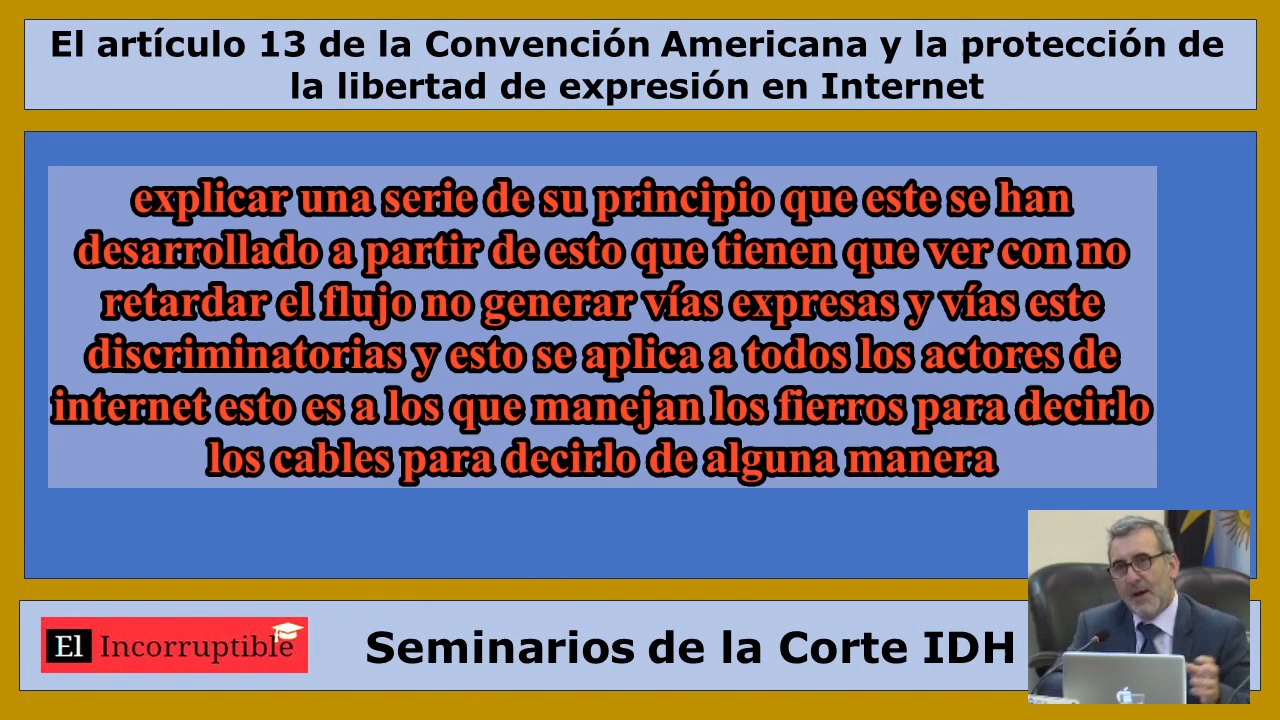 El artículo 13 de la Convención Americana y la protección de
la libertad de expresión en Internet
explicar una serie de su principio que este se han
desarrollado a partir de esto que tienen que ver con no
retardar el flujo no generar vías expresas y vías este
discriminatorias y esto se aplica a todos los actores de
internet esto es a los que manejan los fierros para decirlo
los cables para decirlo de alguna manera
El Incorruptible
Seminarios de la Corte IDH